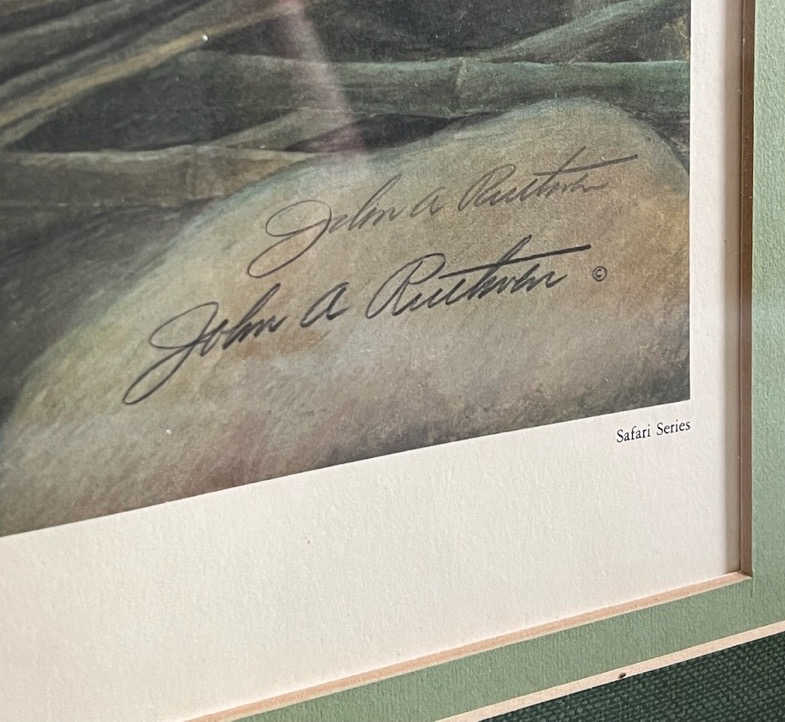 John A Ruthven
John A Ruthven ©
Safari Series